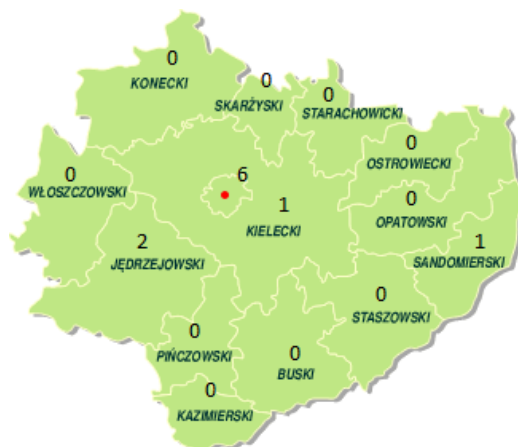 0
KONECKI
0
SKARŻYSKI
0
STARACHOWICKI
0
OSTROWIECKI
0
WŁOSZCZOWSKI
6
1
KIELECKI
0
OPATOWSKI
2
JĘDRZEJOWSKI
1
SANDOMIERSKI
0
STASZOWSKI
0
PIŃCZOWSKI
0
BUSKI
0
KAZIMIERSKI